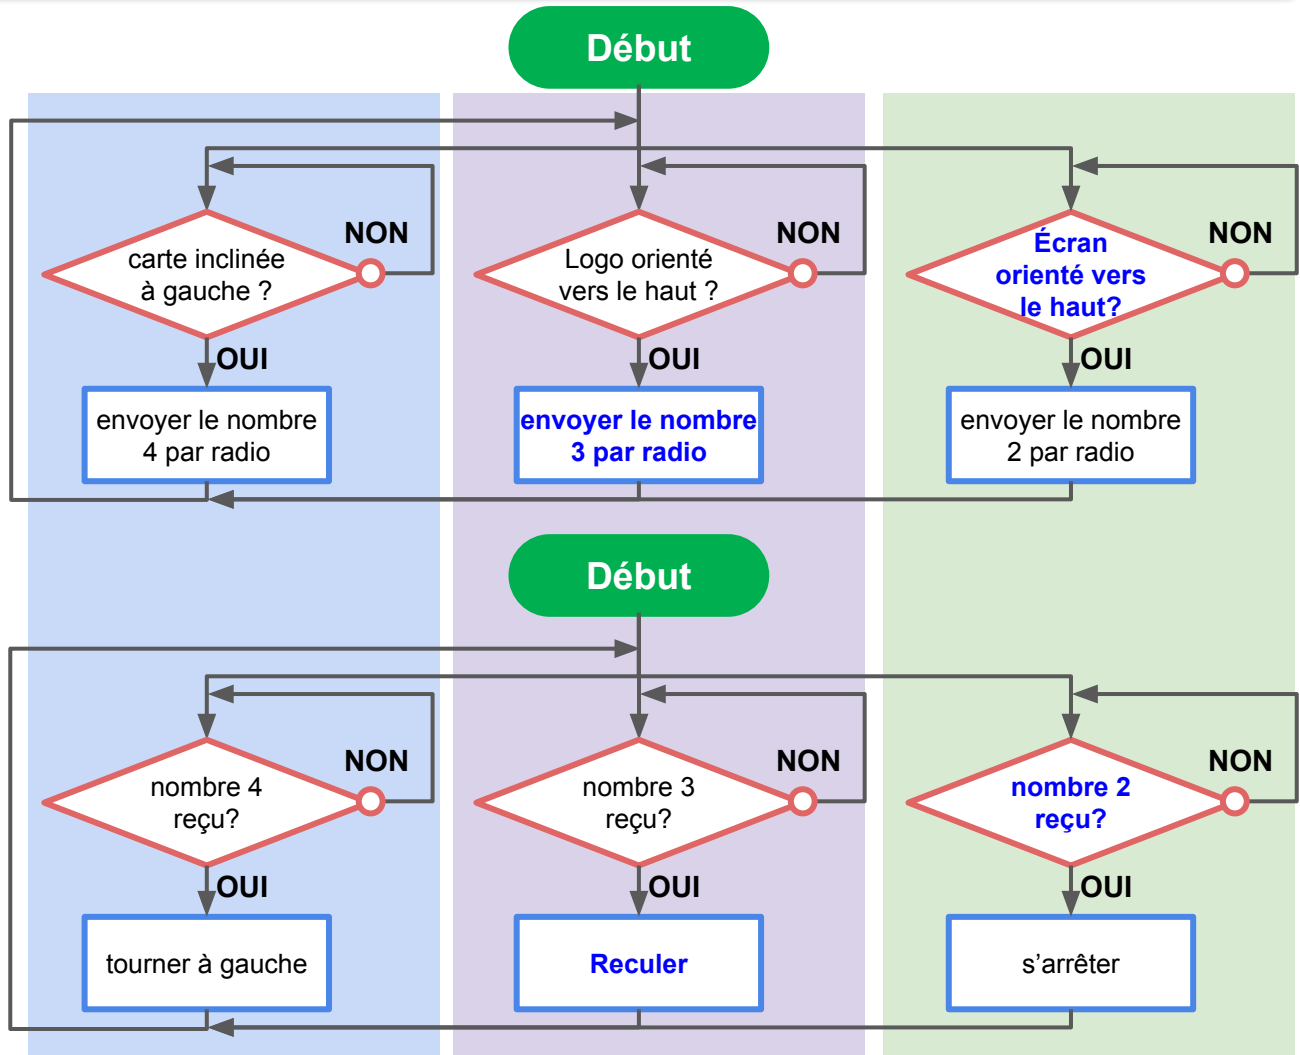 Début
NON
NON
NON
carte inclinée
à gauche ?
Logo orienté
vers le haut ?
Écran
orienté vers
le haut?
OUI
OUI
OUI
envoyer le nombre
4 par radio
envoyer le nombre
3 par radio
envoyer le nombre
2 par radio
Début
NON
NON
NON
nombre 4
reçu?
nombre 3
reçu?
nombre 2
reçu?
OUI
OUI
OUI
tourner à gauche
Reculer
s’arrêter